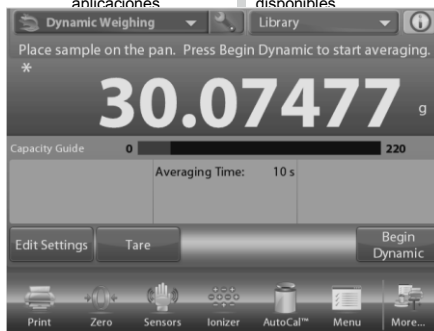 aplicaciones
disponibles
Dynamic Weighing
Library
Place sample on the pan. Press Begin Dynamic to start averaging.
*
30.07477 g
Capacity Guide 0 220
Averaging Time: 10 s
Edit Settings
Tare
Begin
Dynamic
Print
Zero
Sensors
Ionizer
AutoCal™
Menu
More...